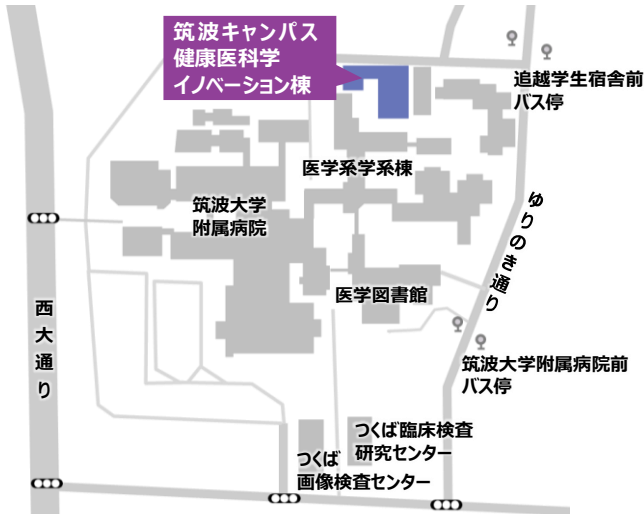 筑波キャンパス
健康医科学
イノベーション棟
追越学生宿舎前
バス停
医学系学系棟
筑波大学
附属病院
ゆりのき通り
医学図書館
西大通り
筑波大学附属病院前
バス停
つくば臨床検査
研究センター
つくば
画像検査センター